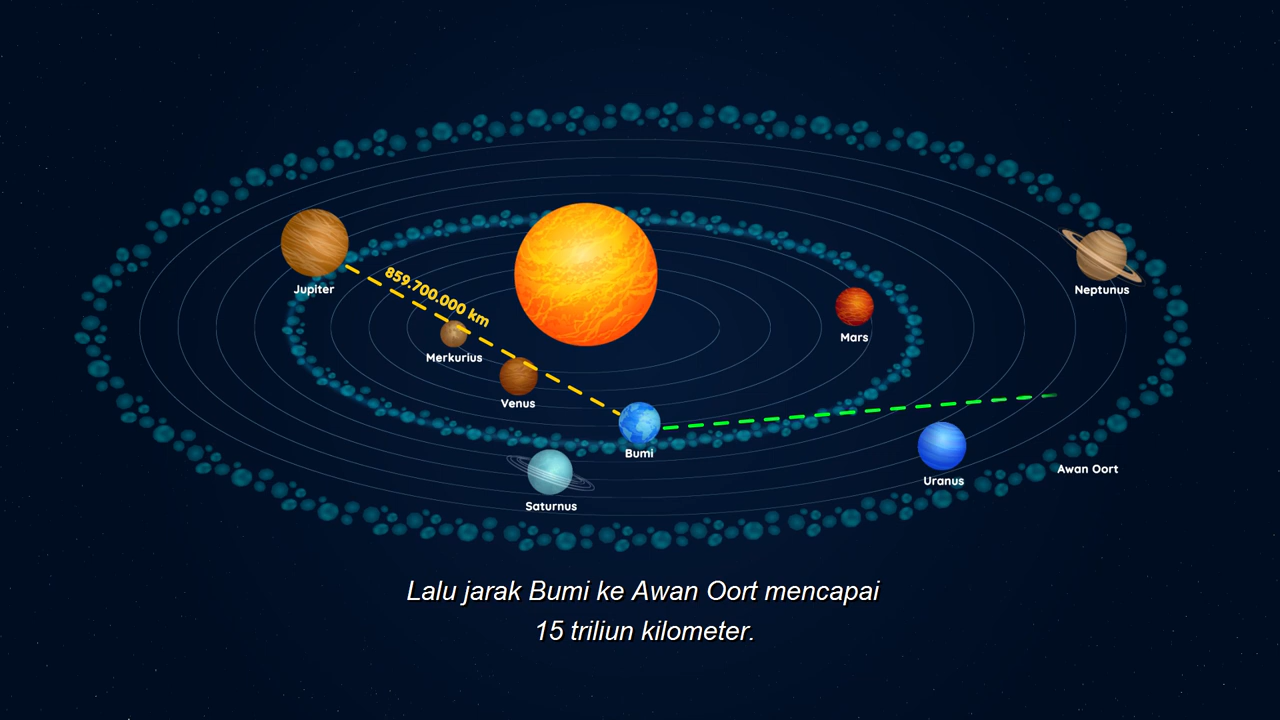 Jupiter
859.700.000 km
Merkurius
Venus
Bumi
Saturnus
Mars
Neptunus
Uranus
Awan Oort
Lalu jarak Bumi ke Awan Oort mencapai
15 triliun kilometer.